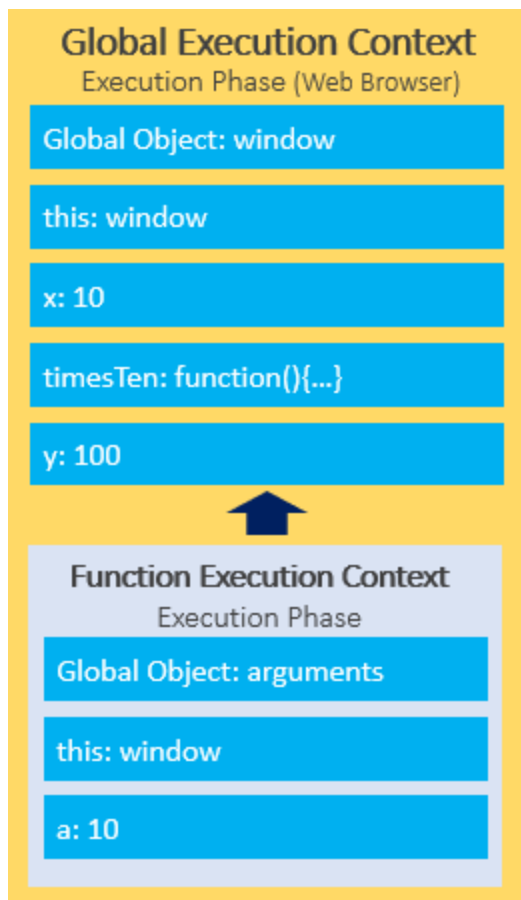 Global Execution Context
Execution Phase (Web Browser)
Global Object: window
this: window
x: 10
timesTen: function(){...}
y: 100
Function Execution Context
Execution Phase
Global Object: arguments
this: window
a: 10